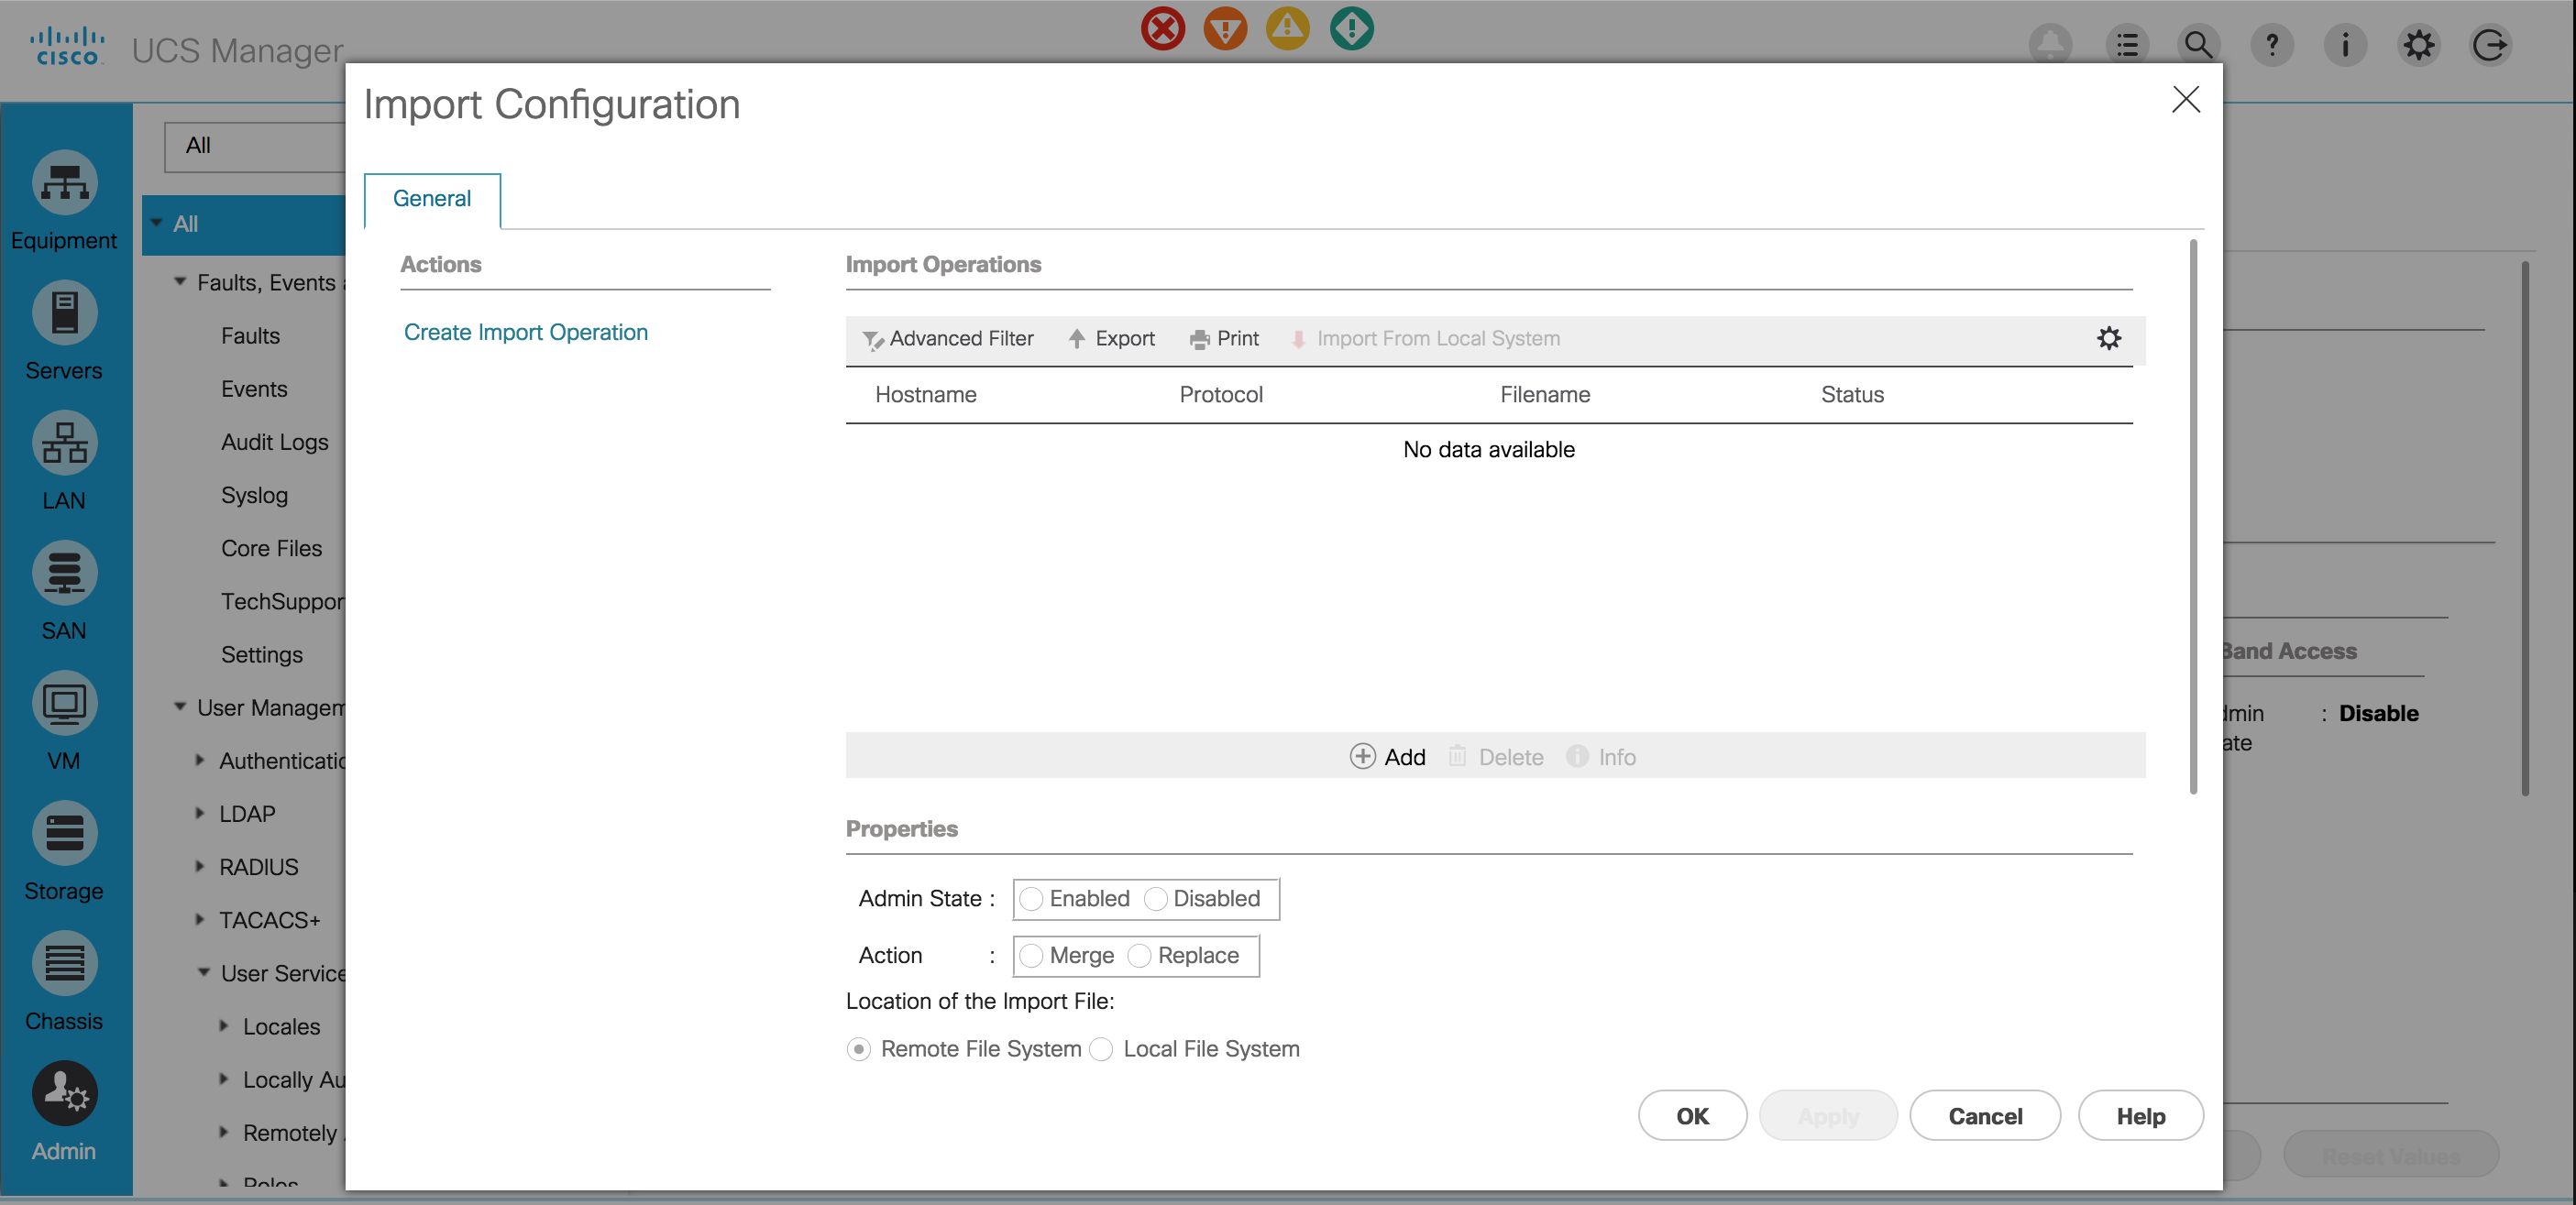 cisco UCS Manager
Import Configuration
All
General
All
Equipment
Faults, Events
Faults
Servers
Events
Audit Logs
LAN
Syslog
Core Files
SAN
TechSuppor
Settings
VM
User Managem
Authenticatio
LDAP
Storage
RADIUS
TACACS+
User Service
Chassis
Locales
Locally Au
Admin
Remotely
Roles
Actions
Create Import Operation
Import Operations
Advanced Filter Export Print Import From Local System
Hostname Protocol Filename Status
No data available
Add Delete Info
Properties
Admin State : Enabled Disabled
Action : Merge Replace
Location of the Import File:
Remote File System Local File System
OK Apply Cancel Help
Band Access
dmin : Disable
ate
Reset Values